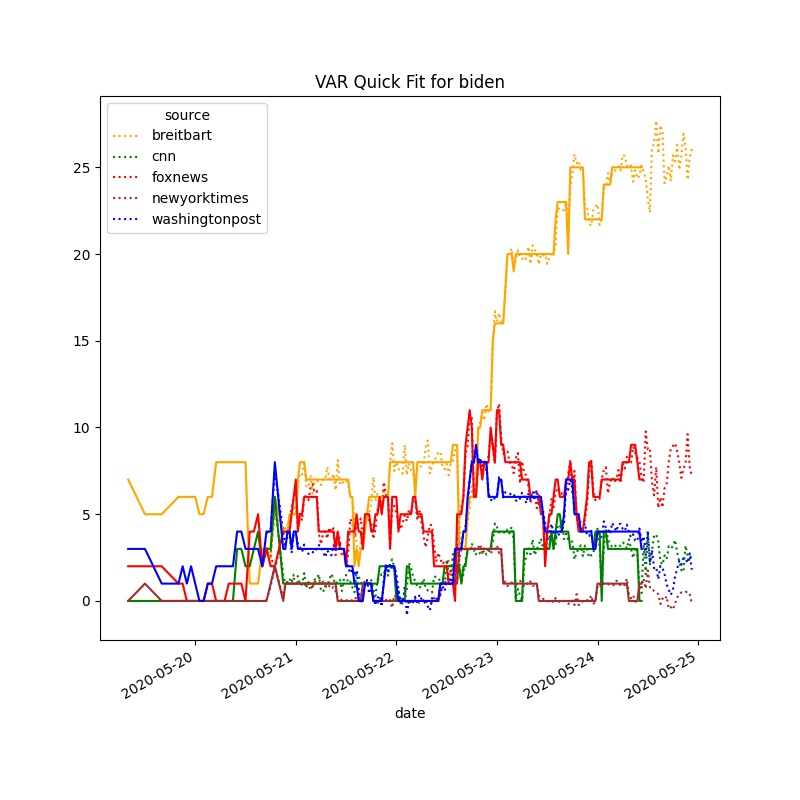 VAR Quick Fit for biden
source
breitbart
cnn
foxnews
newyorktimes
washingtonpost
25
20
15
10
5
0
2020-05-20
2020-05-21
2020-05-22
2020-05-23
2020-05-24
2020-05-25
date